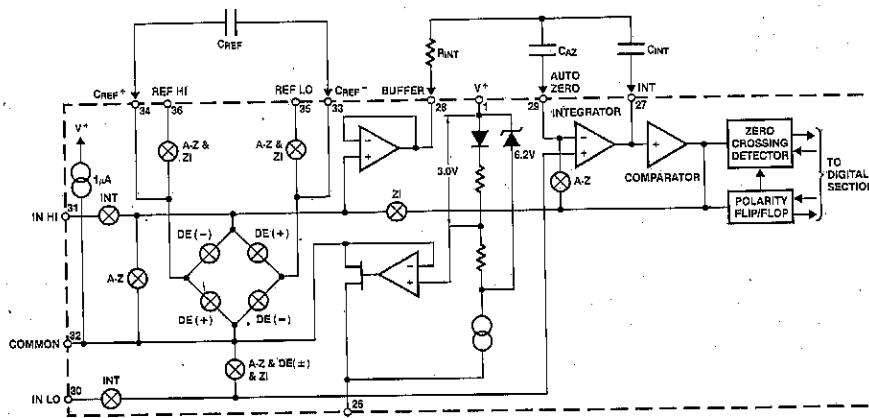 CREF
RINT
CAZ
CINT
CREF+
REF HI
REF LO
CREF−
BUFFER
V+
AUTO
ZERO
INT
34
36
35
33
28
1
29
27
V+
A-Z &
ZI
A-Z &
ZI
3.0V
6.2V
INTEGRATOR
A-Z
COMPARATOR
ZERO
CROSSING
DETECTOR
POLARITY
FLIP/FLOP
TO
DIGITAL
SECTION
1µA
31
IN HI
INT
ZI
DE(−)
DE(+)
A-Z
DE(+)
DE(−)
32
COMMON
A-Z & DE(±)
& ZI
INT
30
IN LO
26